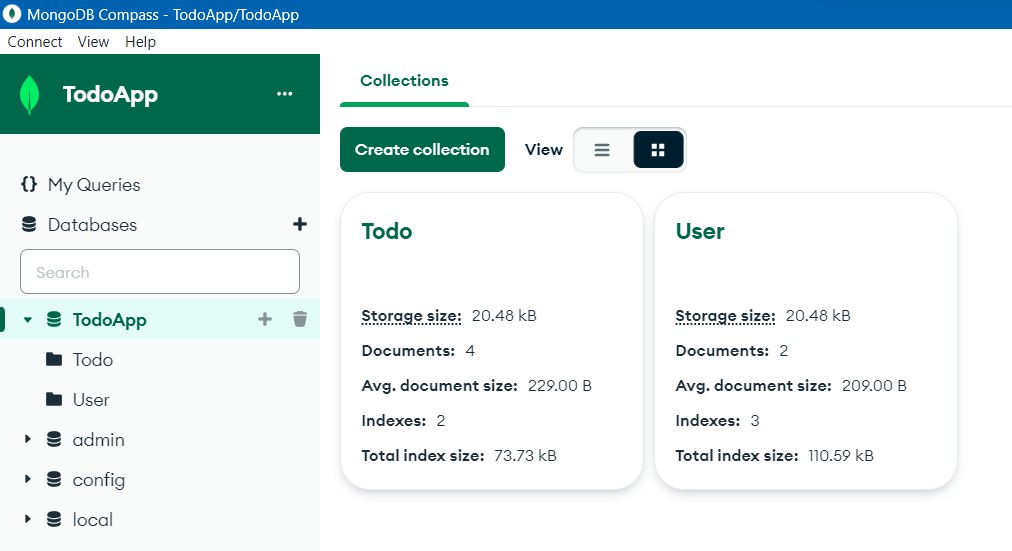 MongoDB Compass - TodoApp/TodoApp
Connect View Help
TodoApp
My Queries
Databases
Search
TodoApp
Todo
User
admin
config
local
Collections
Create collection View
Todo
Storage size: 20.48 kB
Documents: 4
Avg. document size: 229.00 B
Indexes: 2
Total index size: 73.73 kB
User
Storage size: 20.48 kB
Documents: 2
Avg. document size: 209.00 B
Indexes: 3
Total index size: 110.59 kB